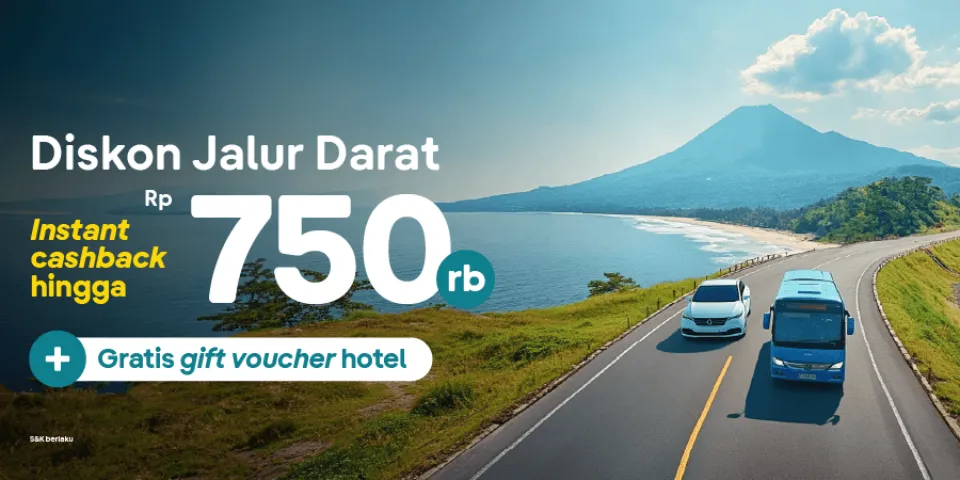 Diskon Jalur Darat
Instant
cashback
hingga
Rp 750 rb
+ Gratis gift voucher hotel
S&K berlaku